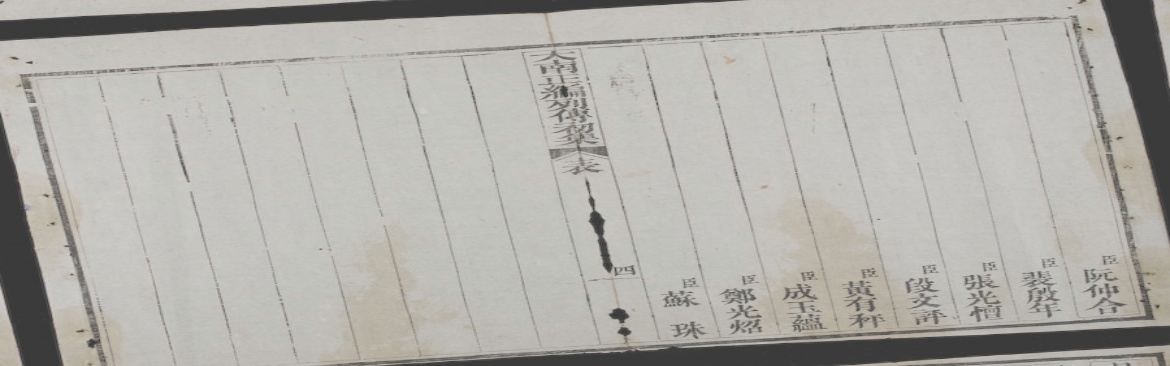 臣阮仲合
臣裴殷年
臣張光憻
臣段文評
臣黃有秤
臣成玉蘊
臣鄭光炤
臣蘇珠
大南正編列傳初集 表 四